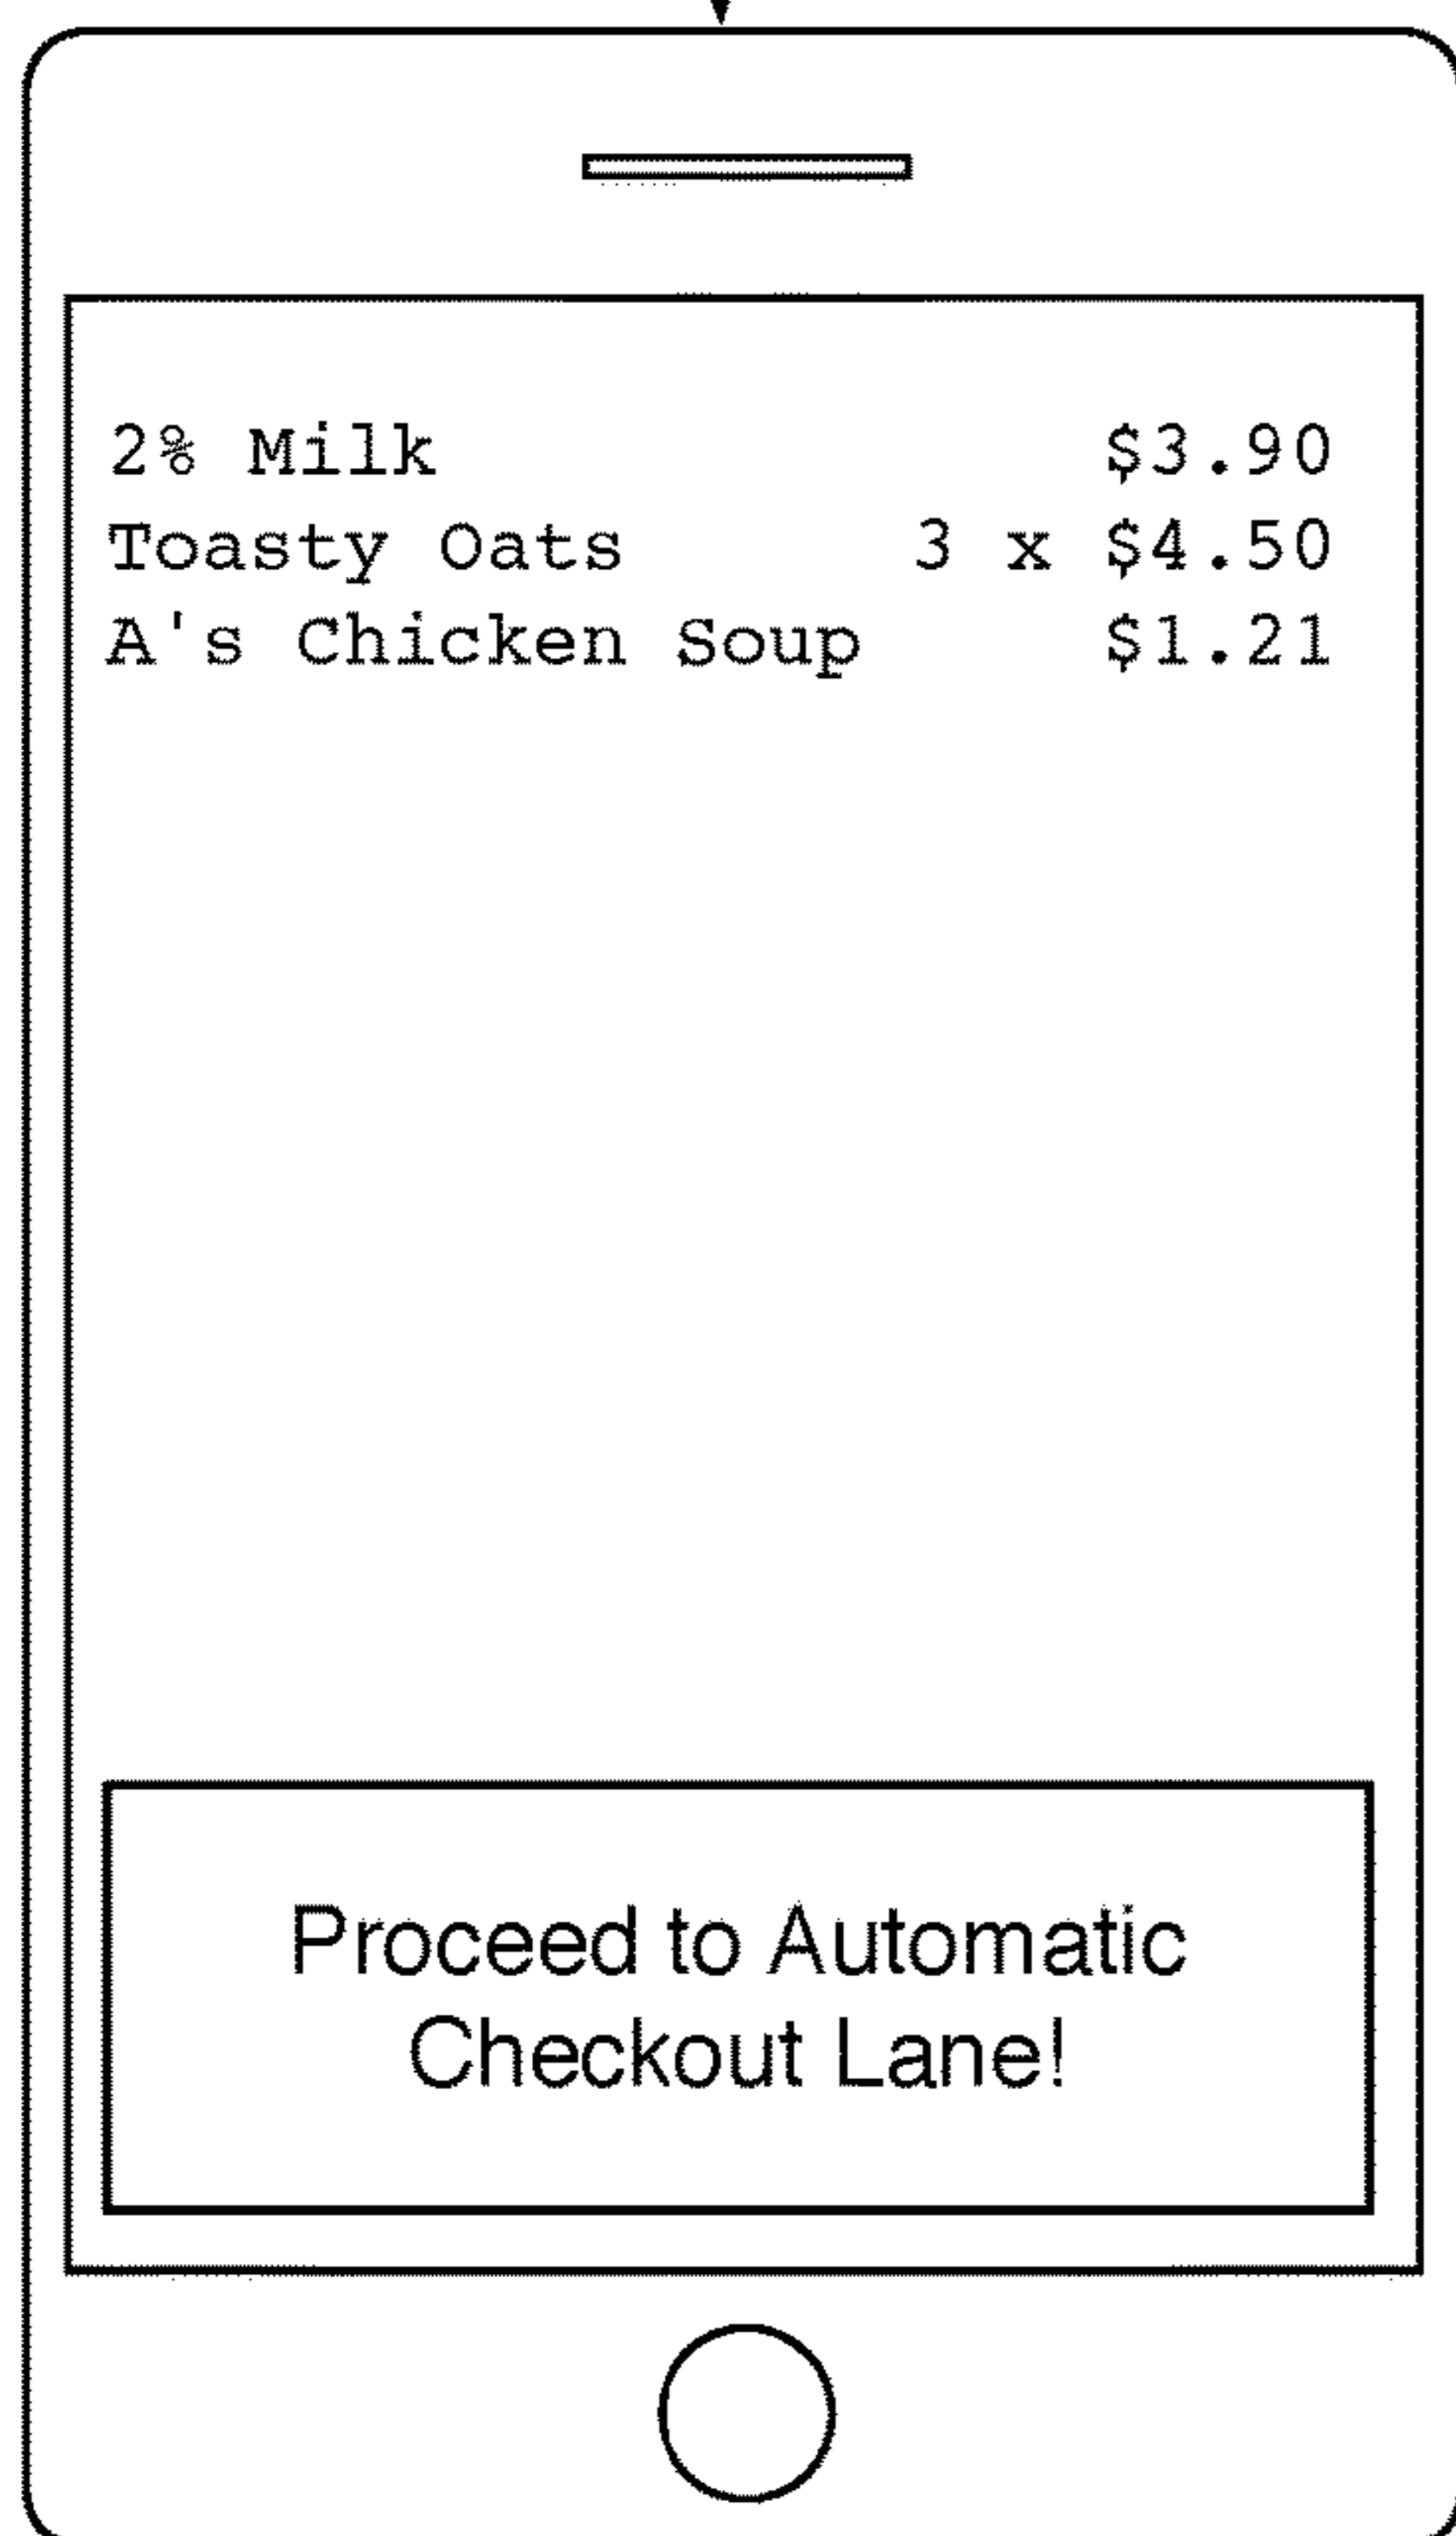 2% Milk $3.90
Toasty Oats 3 x $4.50
A's Chicken Soup $1.21
Proceed to Automatic
Checkout Lane!